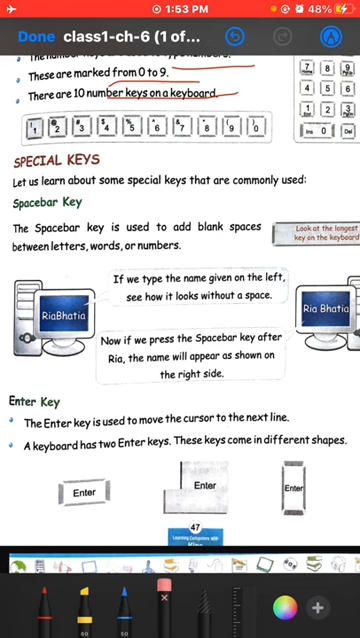 1:53 PM
48%
Done
class1-ch-6 (1 of...
These are marked from 0 to 9.
There are 10 number keys on a keyboard.
! 1 @ 2 # 3 $ 4 % 5 6 & 7 * 8 ( 9 ) 0
7 8 9
4 5 6
1 2 3
Ins 0 Del
SPECIAL KEYS
Let us learn about some special keys that are commonly used:
Spacebar Key
The Spacebar key is used to add blank spaces
between letters, words, or numbers.
Look at the longest
key on the keyboard
If we type the name given on the left,
see how it looks without a space.
RiaBhatia
Ria Bhatia
Now if we press the Spacebar key after
Ria, the name will appear as shown on
the right side.
Enter Key
The Enter key is used to move the cursor to the next line.
A keyboard has two Enter keys. These keys come in different shapes.
Enter
Enter
Enter
47
Learning Computers with